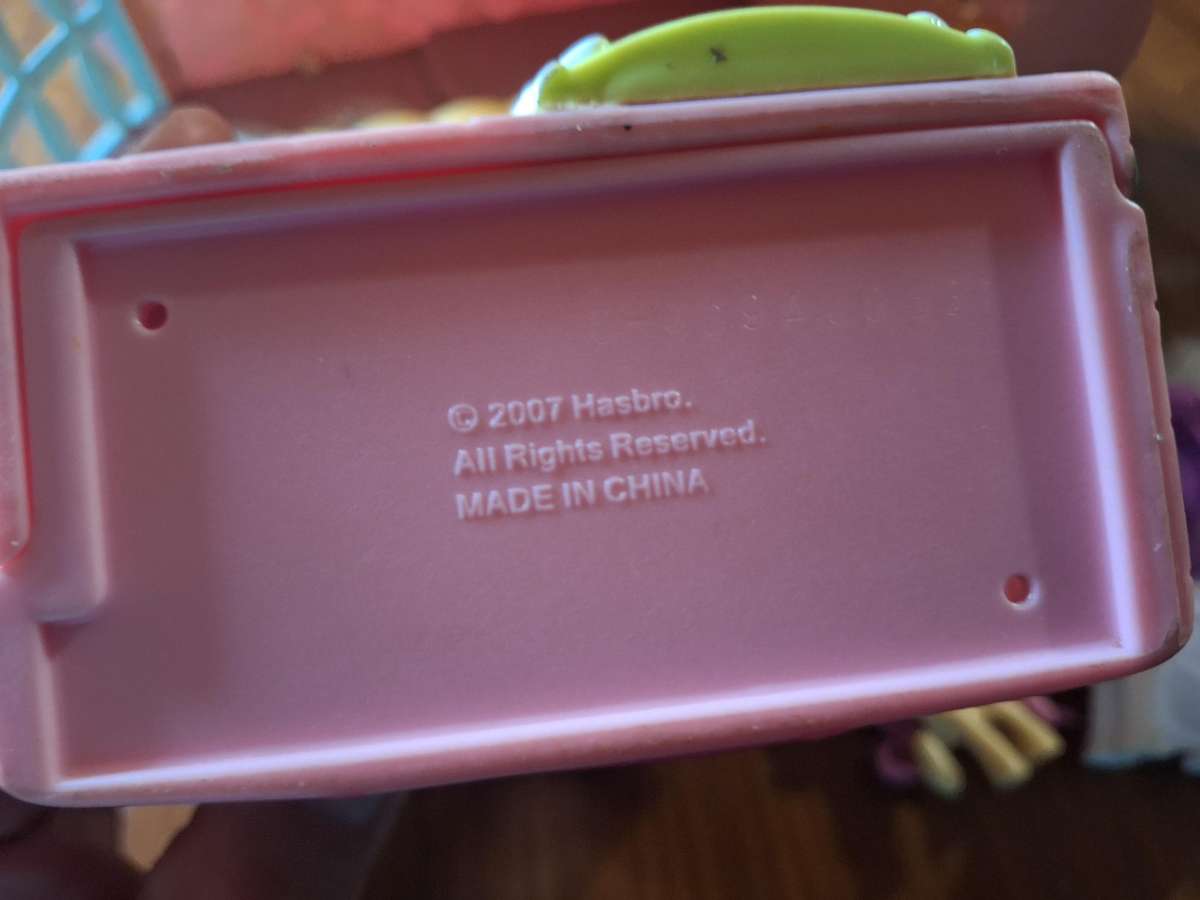 © 2007 Hasbro.
All Rights Reserved.
MADE IN CHINA